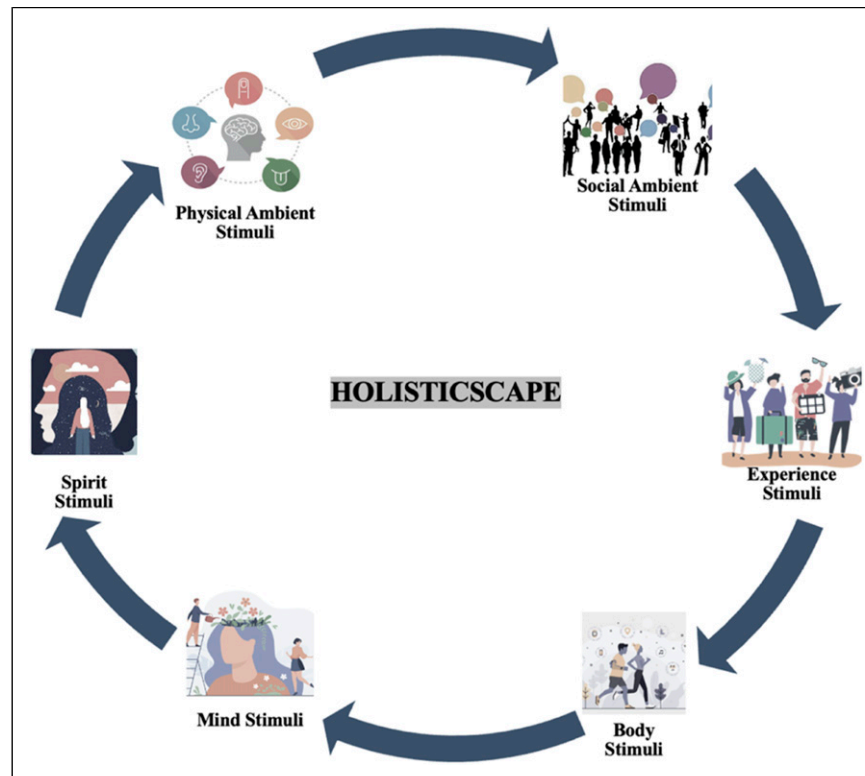 Physical Ambient
Stimuli
Social Ambient
Stimuli
HOLISTICSCAPE
Experience
Stimuli
Spirit
Stimuli
Mind Stimuli
Body
Stimuli